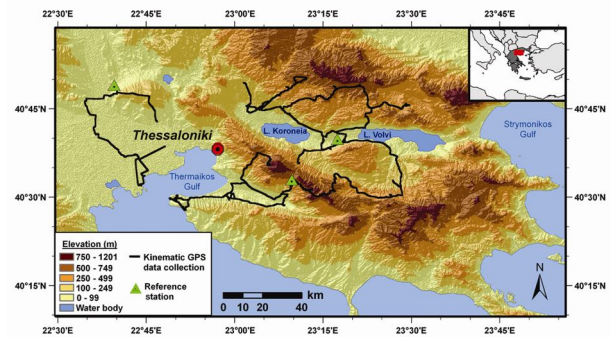 22°30' 22°45' 23°00' 23°15' 23°30' 23°45'
40°45' 40°45'
Strymonikos
Gulf
Thessaloniki
L. Koroneia
L. Volvi
40°30' 40°30'
Thermaikos
Gulf
Elevation (m)
750 - 1201
500 - 749
250 - 499
100 - 249
0 - 99
Water body
Kinematic GPS
data collection
Reference
station
40°15' 40°15'
km
0 10 20 40
N
22°30' 22°45' 23°00' 23°15' 23°30' 23°45'